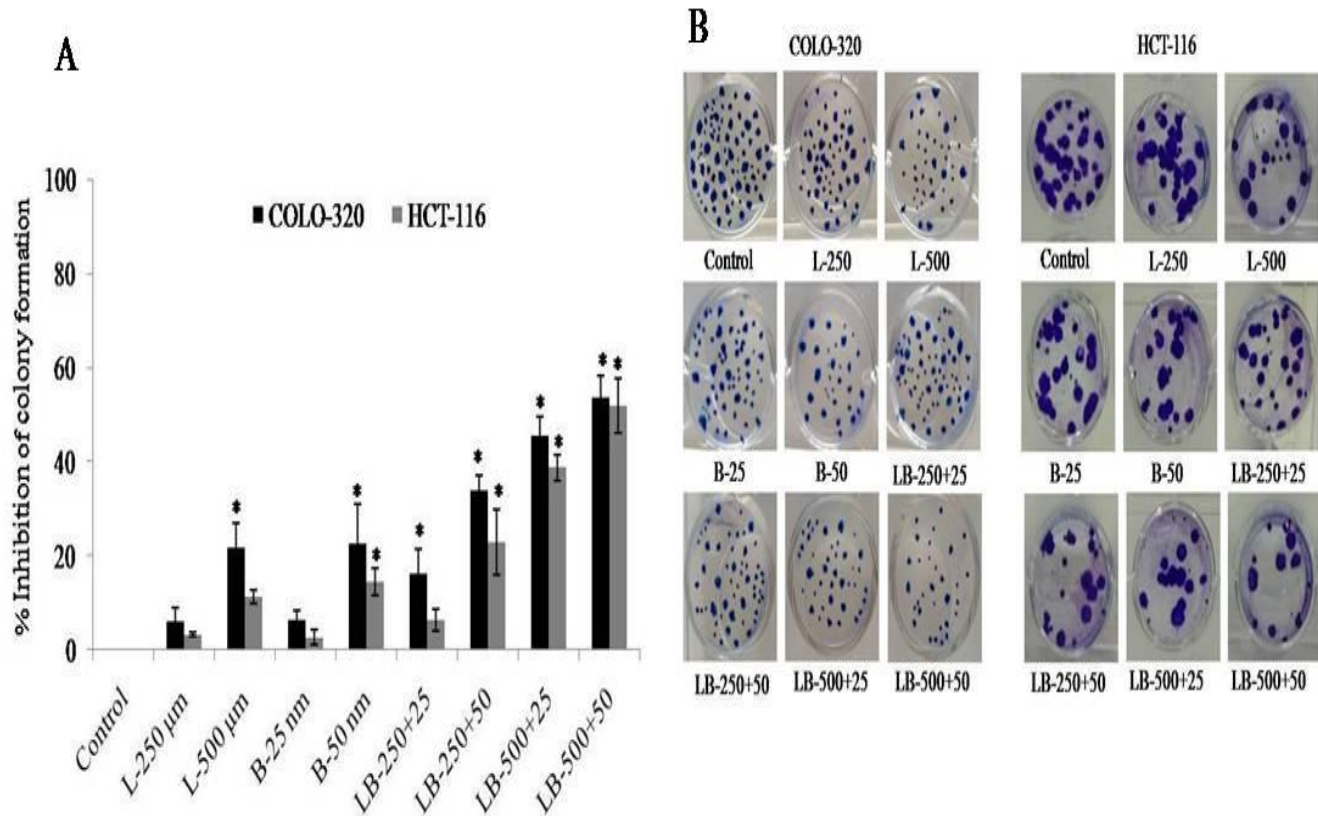 A
% Inhibition of colony formation
100
80
60
40
20
0
COLO-320 HCT-116
* * * * * * * * * *
Control L-250 µm L-500 µm B-25 nm B-50 nm LB-250+25 LB-250+50 LB-500+25 LB-500+50
B
COLO-320 HCT-116
Control L-250 L-500 Control L-250 L-500
B-25 B-50 LB-250+25 B-25 B-50 LB-250+25
LB-250+50 LB-500+25 LB-500+50 LB-250+50 LB-500+25 LB-500+50